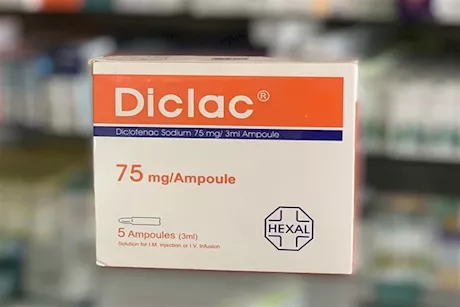 Diclac®
Diclofenac Sodium 75 mg/ 3ml Ampoule
75 mg/Ampoule
5 Ampoules (3ml)
Solution for I.M. Injection or I.V. Infusion
HEXAL